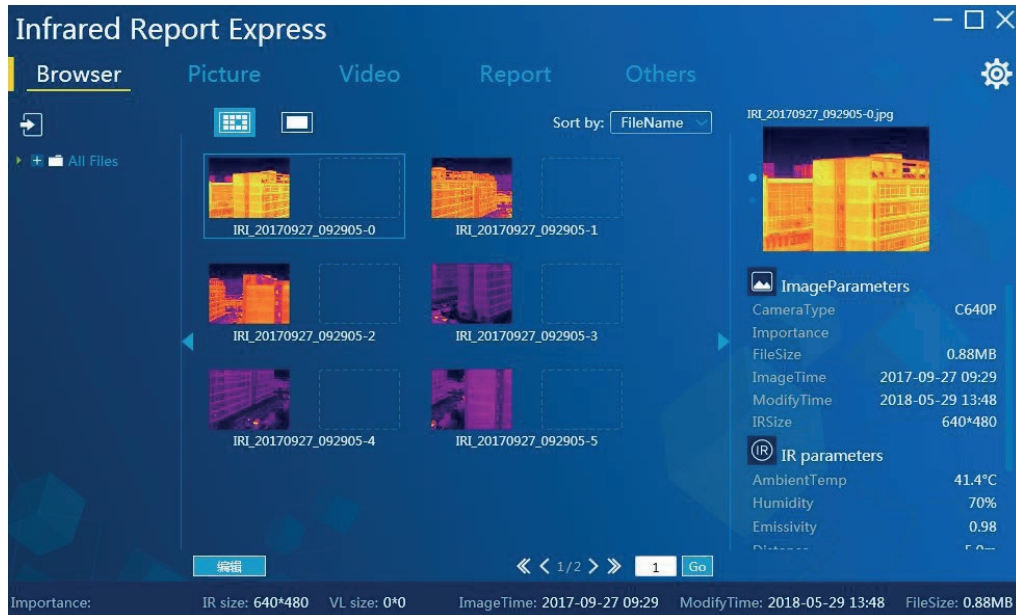 Infrared Report Express
Browser Picture Video Report Others
Sort by: FileName
All Files
IRI_20170927_092905-0 IRI_20170927_092905-1
IRI_20170927_092905-2 IRI_20170927_092905-3
IRI_20170927_092905-4 IRI_20170927_092905-5
编辑 1/2 1 Go
IRI_20170927_092905-0.jpg
ImageParameters
CameraType C640P
Importance
FileSize 0.88MB
ImageTime 2017-09-27 09:29
ModifyTime 2018-05-29 13:48
IRSize 640*480
IR IR parameters
AmbientTemp 41.4°C
Humidity 70%
Emissivity 0.98
Importance: IR size: 640*480 VL size: 0*0 ImageTime: 2017-09-27 09:29 ModifyTime: 2018-05-29 13:48 FileSize: 0.88MB